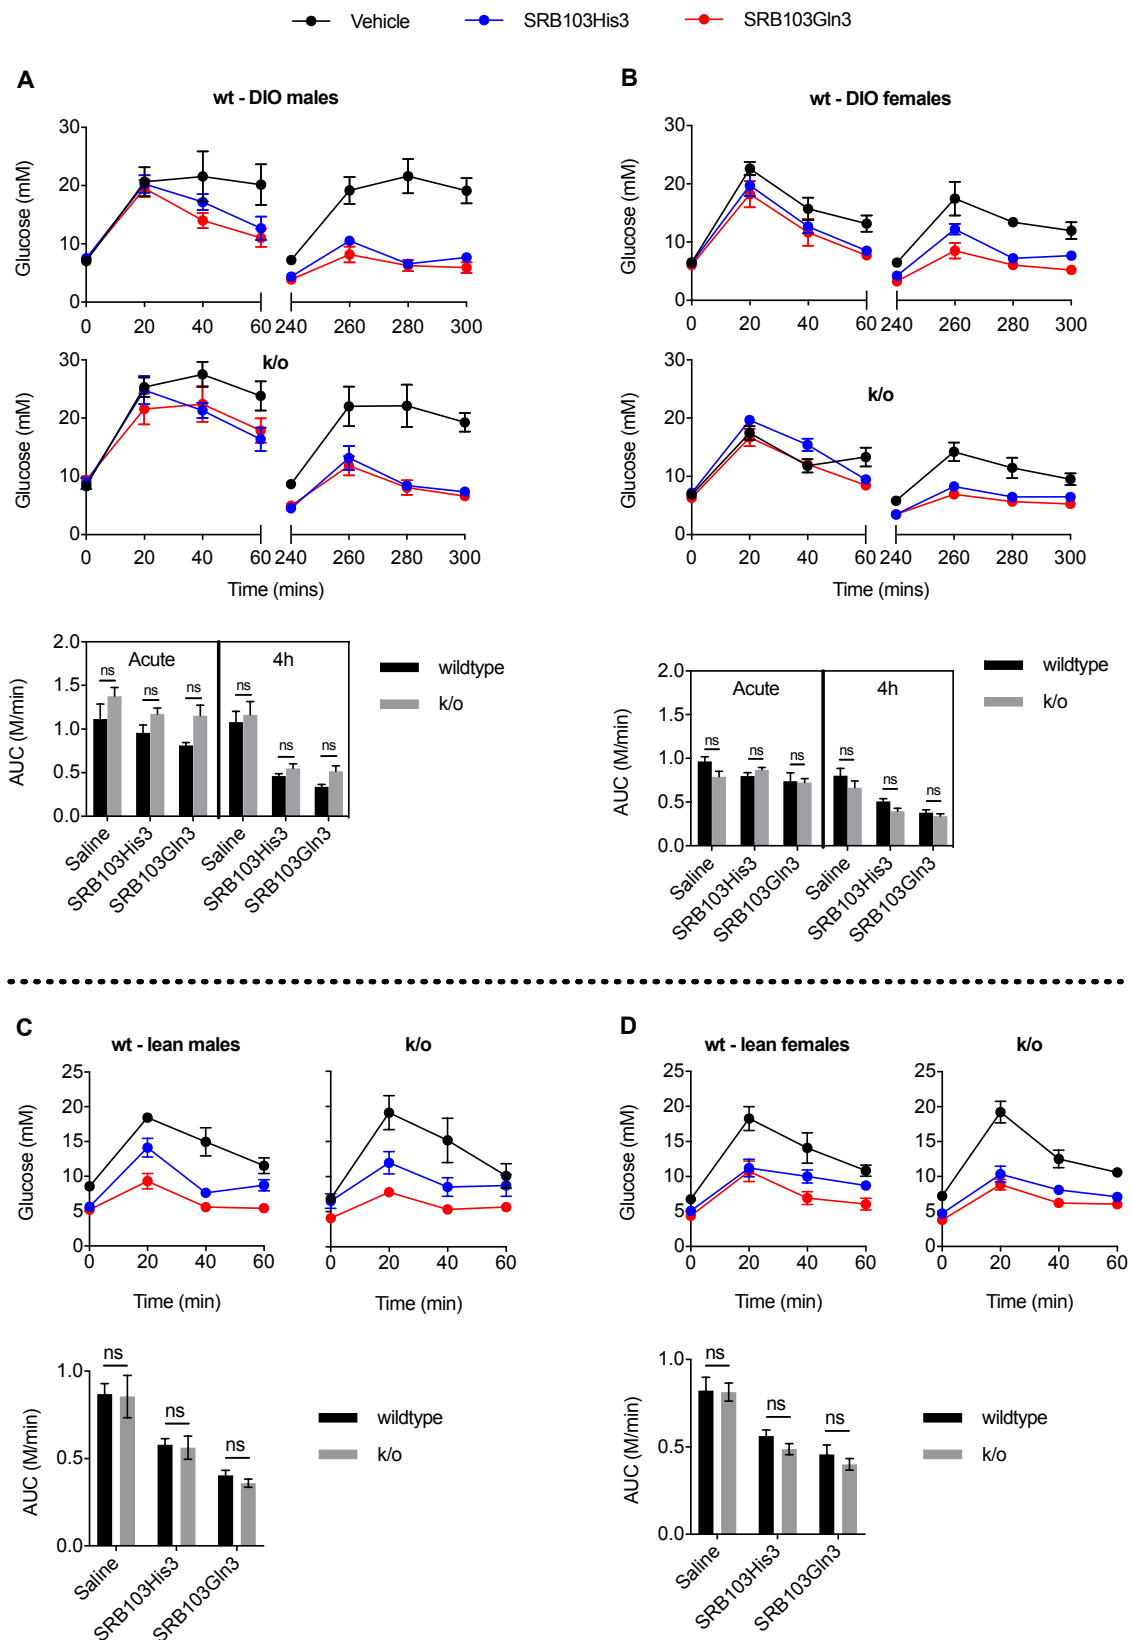 Vehicle SRB103His3 SRB103Gln3
A
wt - DIO males
Glucose (mM)
30
20
10
0
0 20 40 60 240 260 280 300
k/o
Glucose (mM)
30
20
10
0
0 20 40 60 240 260 280 300
Time (mins)
AUC (M/min)
2.0
1.5
1.0
0.5
0.0
Acute 4h
ns ns ns ns ns ns
Saline SRB103His3 SRB103Gln3 Saline SRB103His3 SRB103Gln3
wildtype
k/o
B
wt - DIO females
Glucose (mM)
30
20
10
0
0 20 40 60 240 260 280 300
k/o
Glucose (mM)
30
20
10
0
0 20 40 60 240 260 280 300
Time (mins)
AUC (M/min)
2.0
1.5
1.0
0.5
0.0
Acute 4h
ns ns ns ns ns ns
Saline SRB103His3 SRB103Gln3 Saline SRB103His3 SRB103Gln3
wildtype
k/o
C
wt - lean males k/o
Glucose (mM)
25
20
15
10
5
0
0 20 40 60
25
20
15
10
5
0
0 20 40 60
Time (min)
AUC (M/min)
1.0
0.5
0.0
ns ns ns
Saline SRB103His3 SRB103Gln3
wildtype
k/o
D
wt - lean females k/o
Glucose (mM)
25
20
15
10
5
0
0 20 40 60
25
20
15
10
5
0
0 20 40 60
Time (min)
AUC (M/min)
1.0
0.5
0.0
ns ns ns
Saline SRB103His3 SRB103Gln3
wildtype
k/o